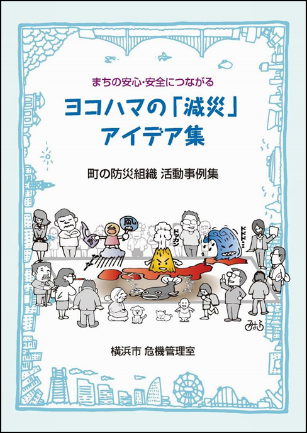 まちの安心・安全につながる
ヨコハマの「減災」
アイデア集
町の防災組織 活動事例集
横浜市 危機管理室